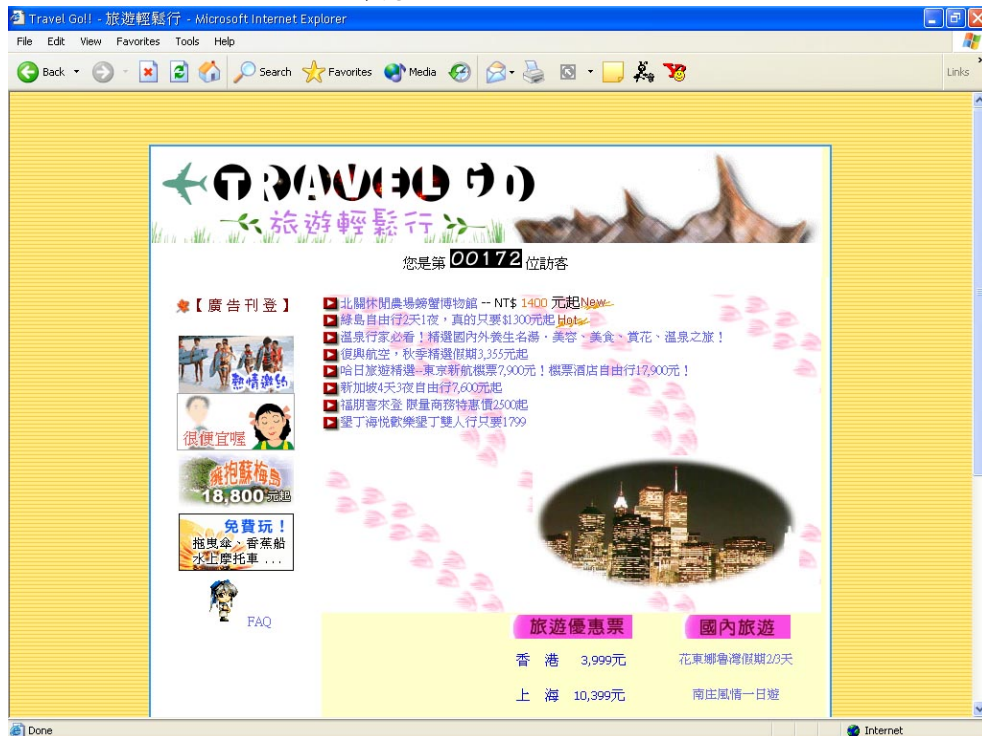 Travel Go!! - 旅遊輕鬆行 - Microsoft Internet Explorer
File Edit View Favorites Tools Help
Back Search Favorites Media Links
TRAVEL GO
旅遊輕鬆行
您是第 00172 位訪客
【廣告刊登】
北關休閒農場螃蟹博物館 -- NT$ 1400 元起New~
綠島自由行2天1夜，真的只要$1300元起 Hot~
溫泉行家必看！精選國內外養生名湯．美容、美食、賞花、溫泉之旅！
復興航空，秋季精選假期3,355元起
哈日旅遊精選--東京新航機票7,900元！機票酒店自由行17,900元！
新加坡4天3夜自由行7,600元起
福朋喜來登 限量商務特惠價2500起
墾丁海悅歡樂墾丁雙人行只要1799
熱情邀約
很便宜喔
擁抱蘇梅島
18,800元起
免費玩！
拖曳傘、香蕉船
水上摩托車 ...
FAQ
旅遊優惠票 國內旅遊
香 港 3,999元 花東娜魯灣假期2/3天
上 海 10,399元 南庄風情一日遊
Done Internet